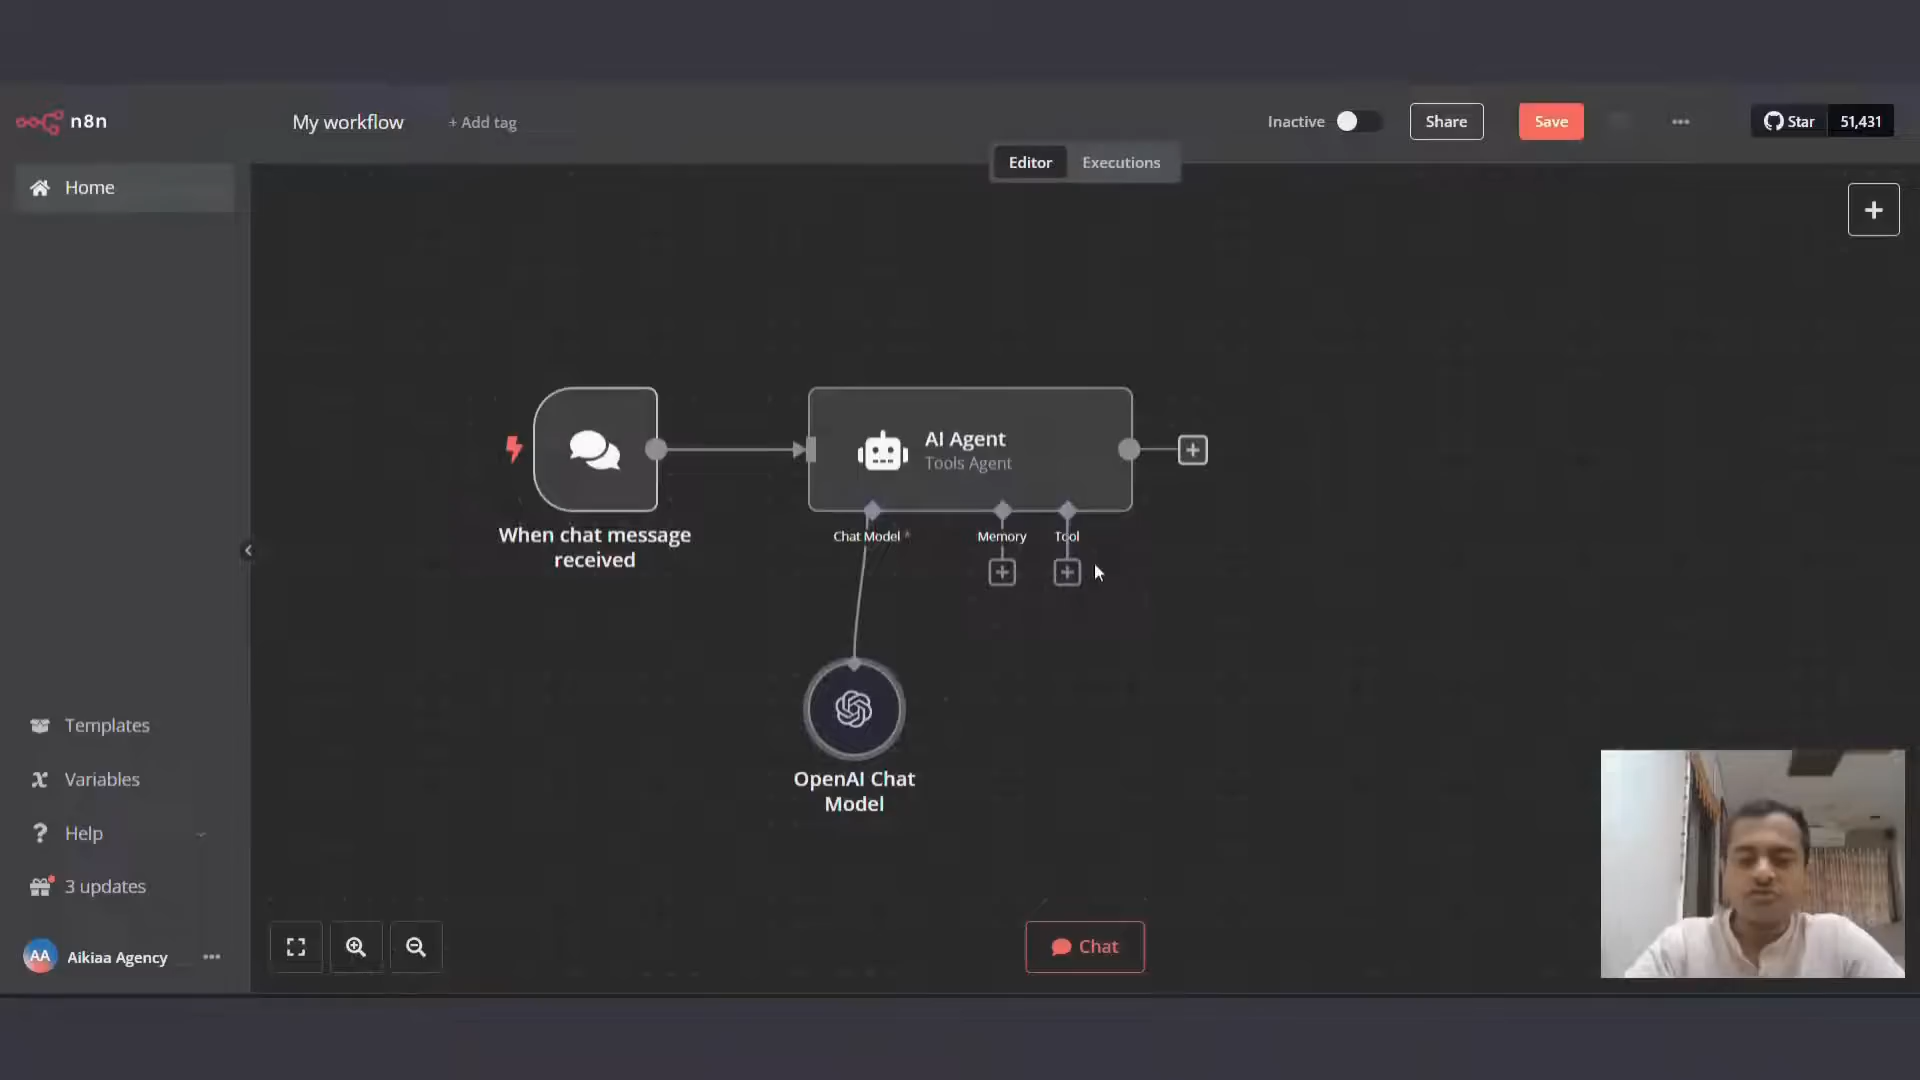 n8n
My workflow
+ Add tag
Inactive
Share
Save
Star
51,431
Editor
Executions
Home
AI Agent
Tools Agent
When chat message
received
Chat Model *
Memory
Tool
OpenAI Chat
Model
Templates
Variables
Help
3 updates
AA
Aikiaa Agency
Chat